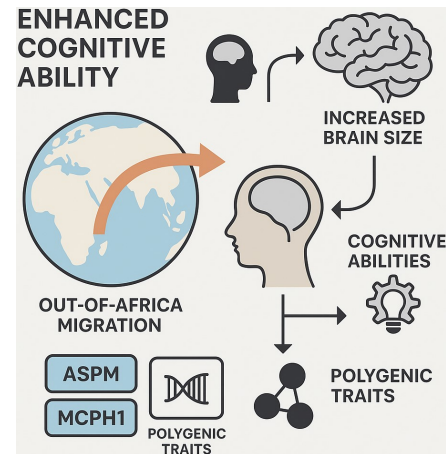 ENHANCED
COGNITIVE
ABILITY
INCREASED
BRAIN SIZE
OUT-OF-AFRICA
MIGRATION
COGNITIVE
ABILITIES
ASPM
MCPH1
POLYGENIC
TRAITS
POLYGENIC
TRAITS